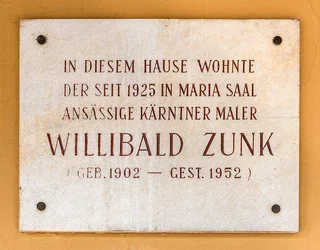 IN DIESEM HAUSE WOHNTE
DER SEIT 1925 IN MARIA SAAL
ANSÄSSIGE KÄRNTNER MALER
WILLIBALD ZUNK
( GEB. 1902 — GEST. 1952 )